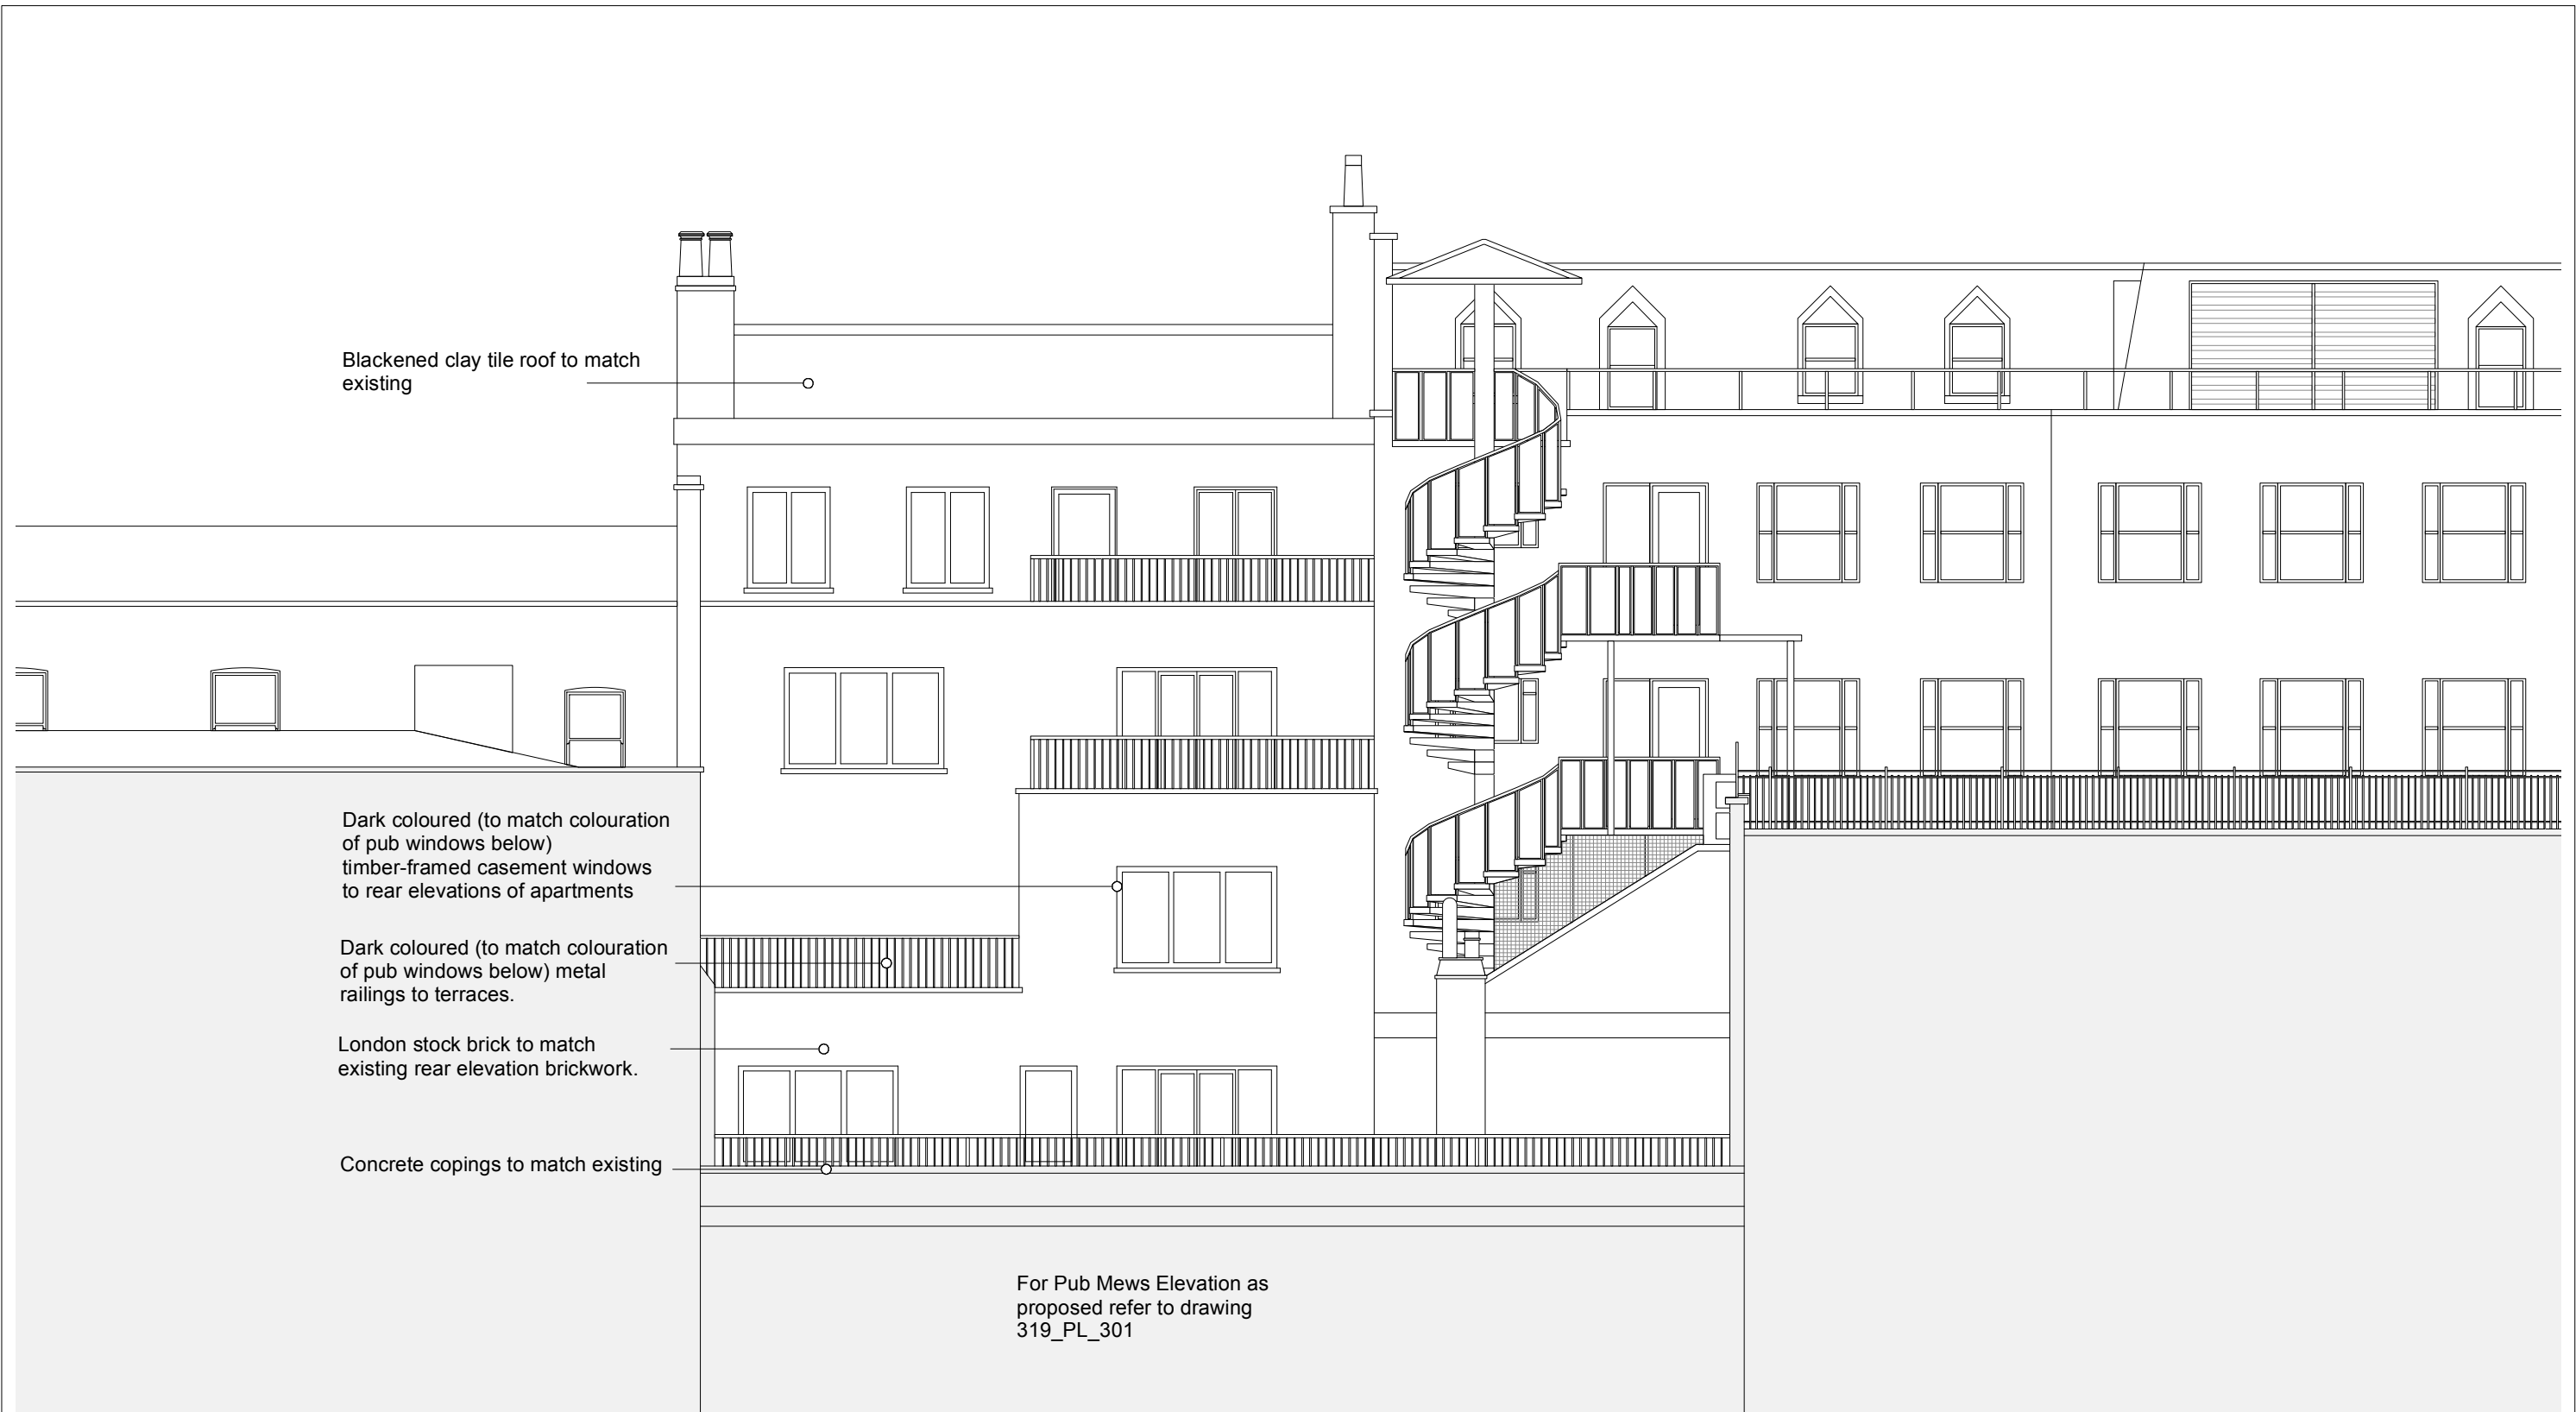 Blackened clay tile roof to match
existing
Dark coloured (to match colouration
of pub windows below)
timber-framed casement windows
to rear elevations of apartments
Dark coloured (to match colouration
of pub windows below) metal
railings to terraces.
London stock brick to match
existing rear elevation brickwork.
Concrete copings to match existing
For Pub Mews Elevation as
proposed refer to drawing
319_PL_301